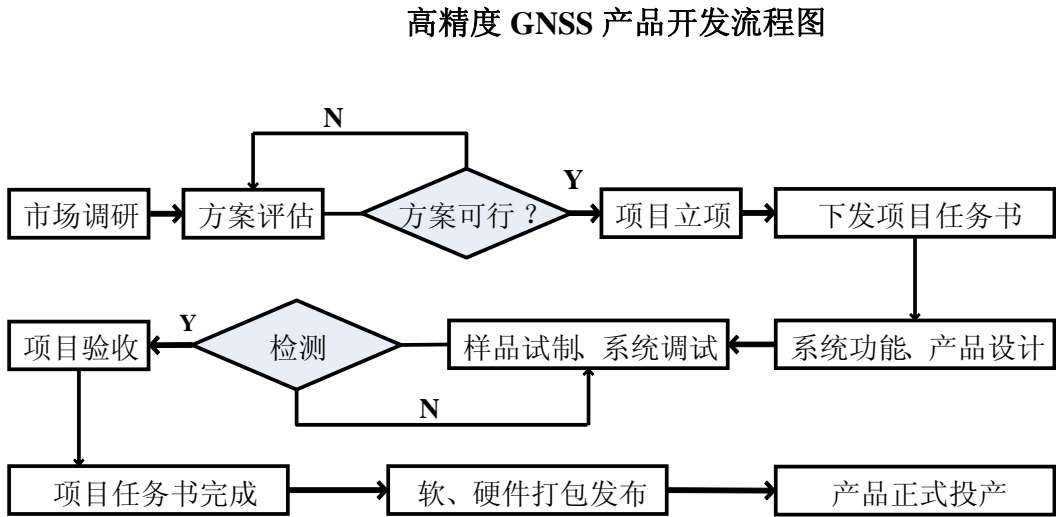 高精度 GNSS 产品开发流程图
N
市场调研
方案评估
方案可行？
Y
项目立项
下发项目任务书
系统功能、产品设计
样品试制、系统调试
检测
Y
项目验收
N
项目任务书完成
软、硬件打包发布
产品正式投产